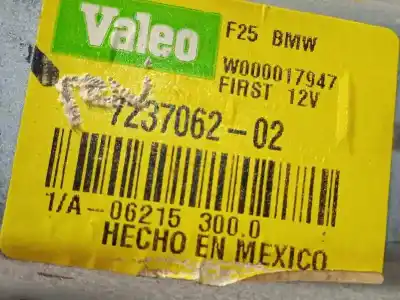 Valeo
F25 BMW
W000017947
FIRST 12V
7237062-02
1/A-06215 300.0
HECHO EN MEXICO